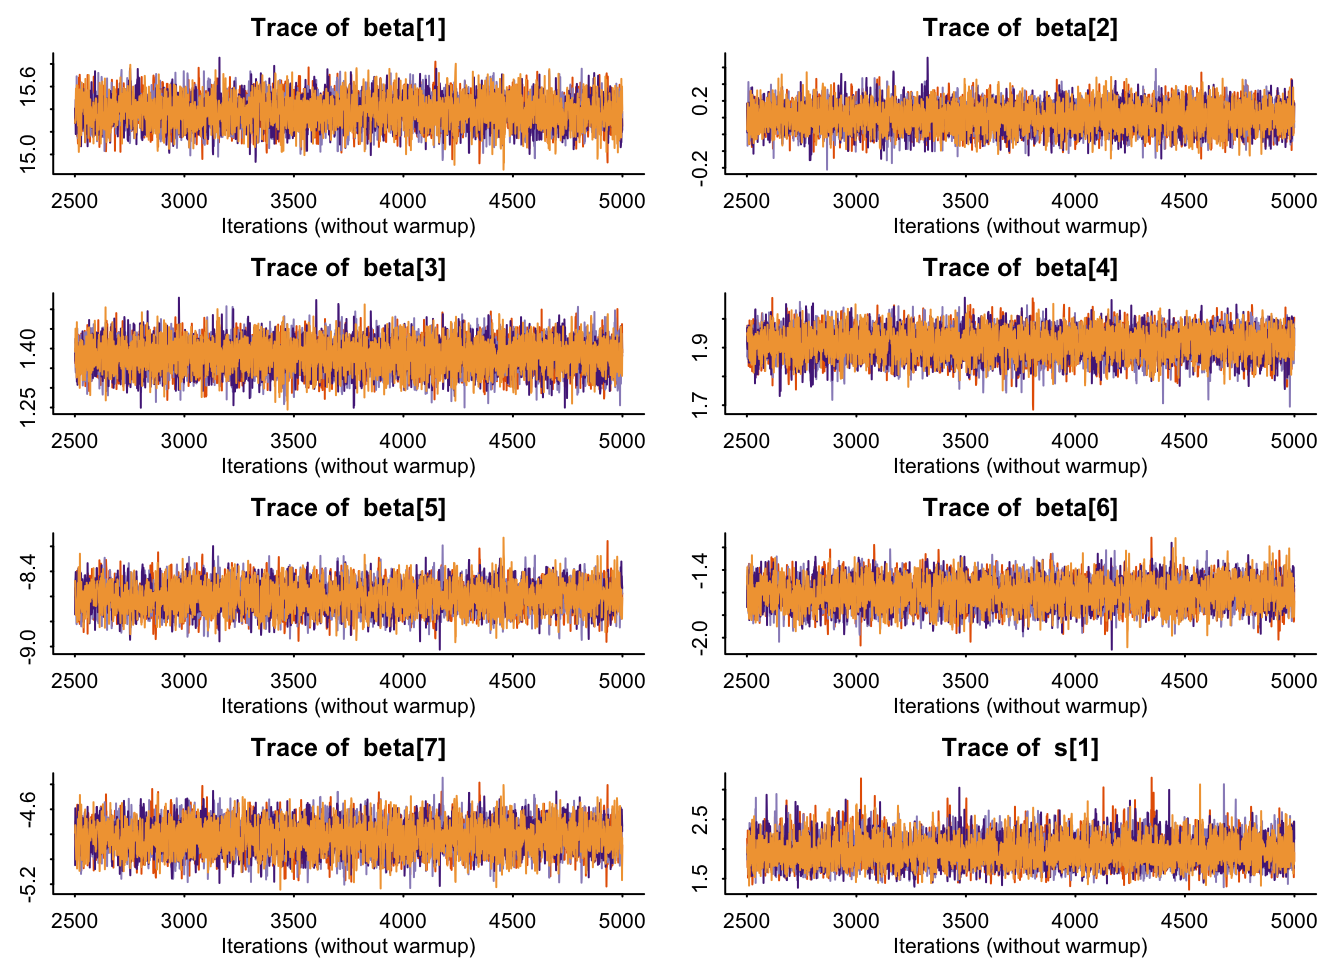 Trace of beta[1]
15.6
15.0
2500 3000 3500 4000 4500 5000
Iterations (without warmup)
Trace of beta[2]
0.2
-0.2
2500 3000 3500 4000 4500 5000
Iterations (without warmup)
Trace of beta[3]
1.40
1.25
2500 3000 3500 4000 4500 5000
Iterations (without warmup)
Trace of beta[4]
1.9
1.7
2500 3000 3500 4000 4500 5000
Iterations (without warmup)
Trace of beta[5]
-8.4
-9.0
2500 3000 3500 4000 4500 5000
Iterations (without warmup)
Trace of beta[6]
-1.4
-2.0
2500 3000 3500 4000 4500 5000
Iterations (without warmup)
Trace of beta[7]
-4.6
-5.2
2500 3000 3500 4000 4500 5000
Iterations (without warmup)
Trace of s[1]
2.5
1.5
2500 3000 3500 4000 4500 5000
Iterations (without warmup)